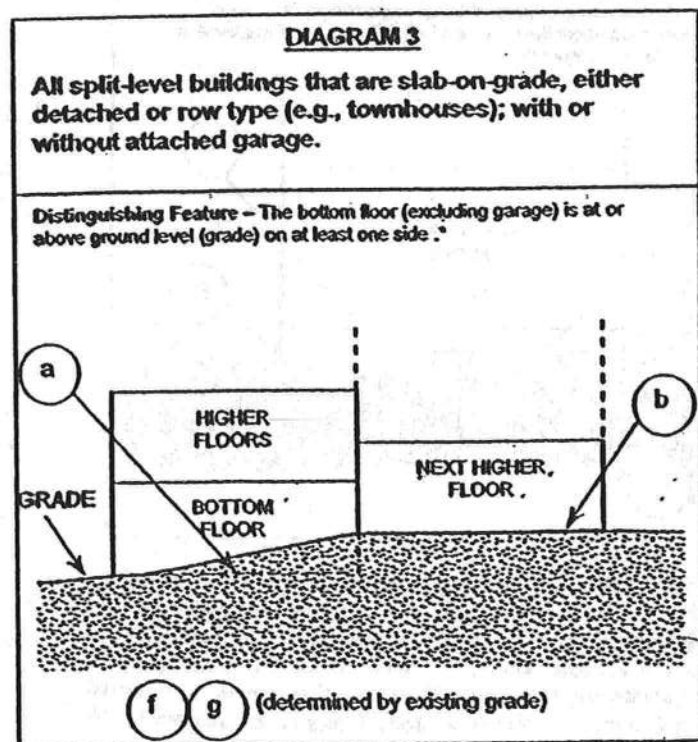 DIAGRAM 3
All split-level buildings that are slab-on-grade, either
detached or row type (e.g., townhouses); with or
without attached garage.
Distinguishing Feature – The bottom floor (excluding garage) is at or
above ground level (grade) on at least one side .*
a
b
HIGHER
FLOORS
NEXT HIGHER
FLOOR
GRADE
BOTTOM
FLOOR
f g (determined by existing grade)